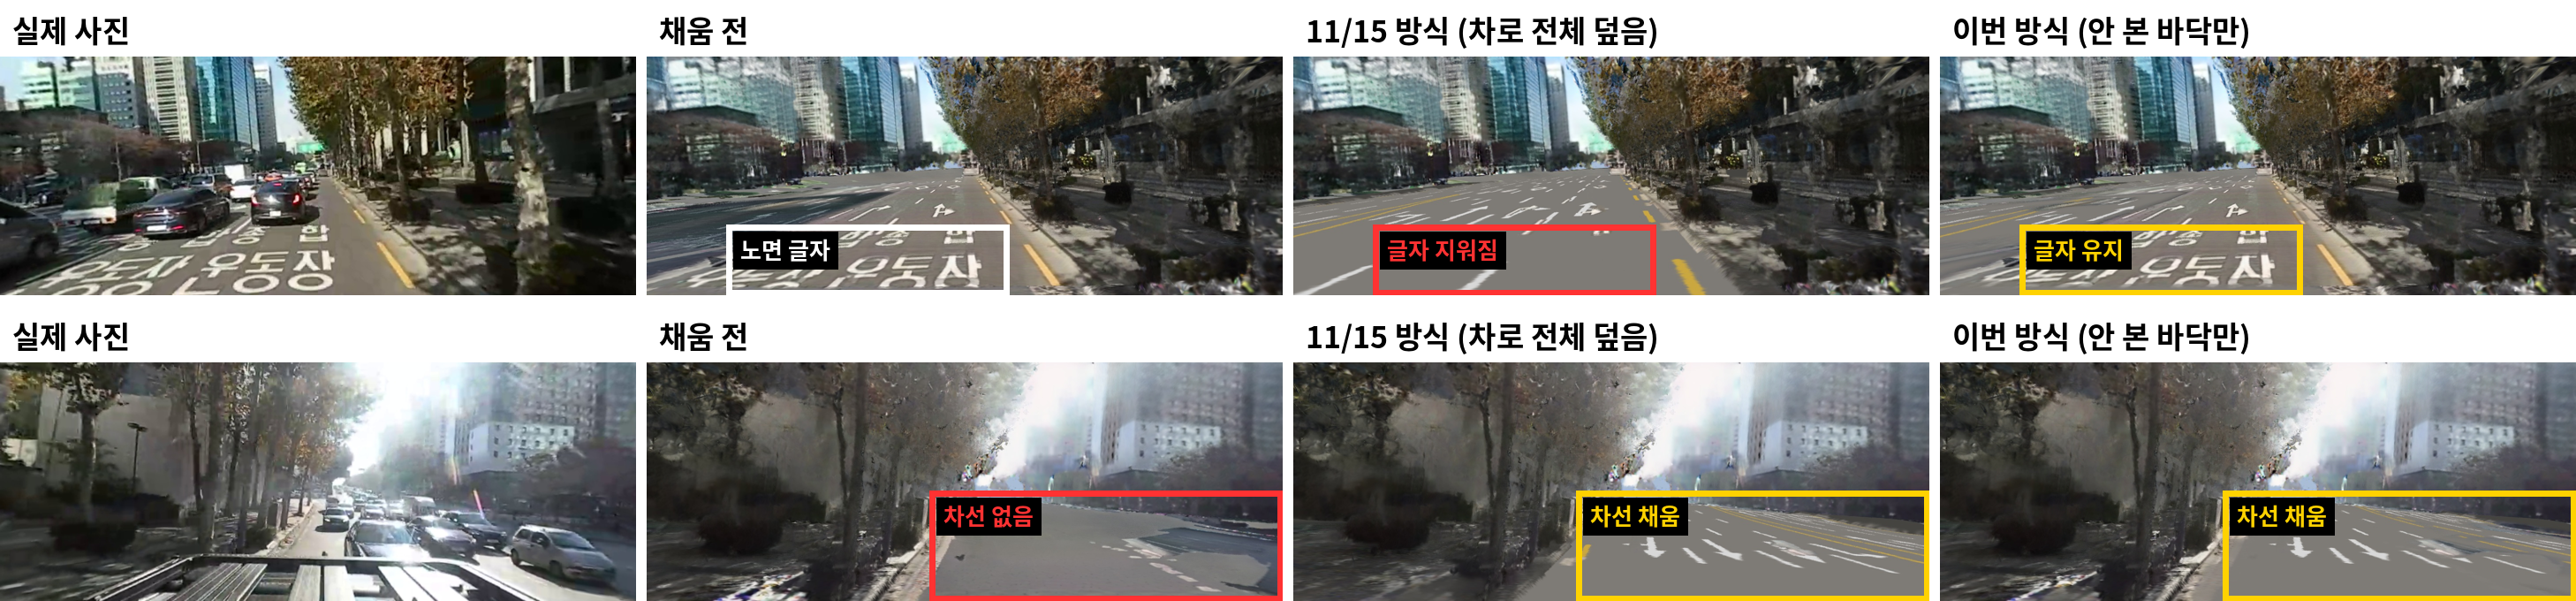 실제 사진
채움 전
11/15 방식 (차로 전체 덮음)
이번 방식 (안 본 바닥만)
노면 글자
글자 지워짐
글자 유지
실제 사진
채움 전
11/15 방식 (차로 전체 덮음)
이번 방식 (안 본 바닥만)
차선 없음
차선 채움
차선 채움